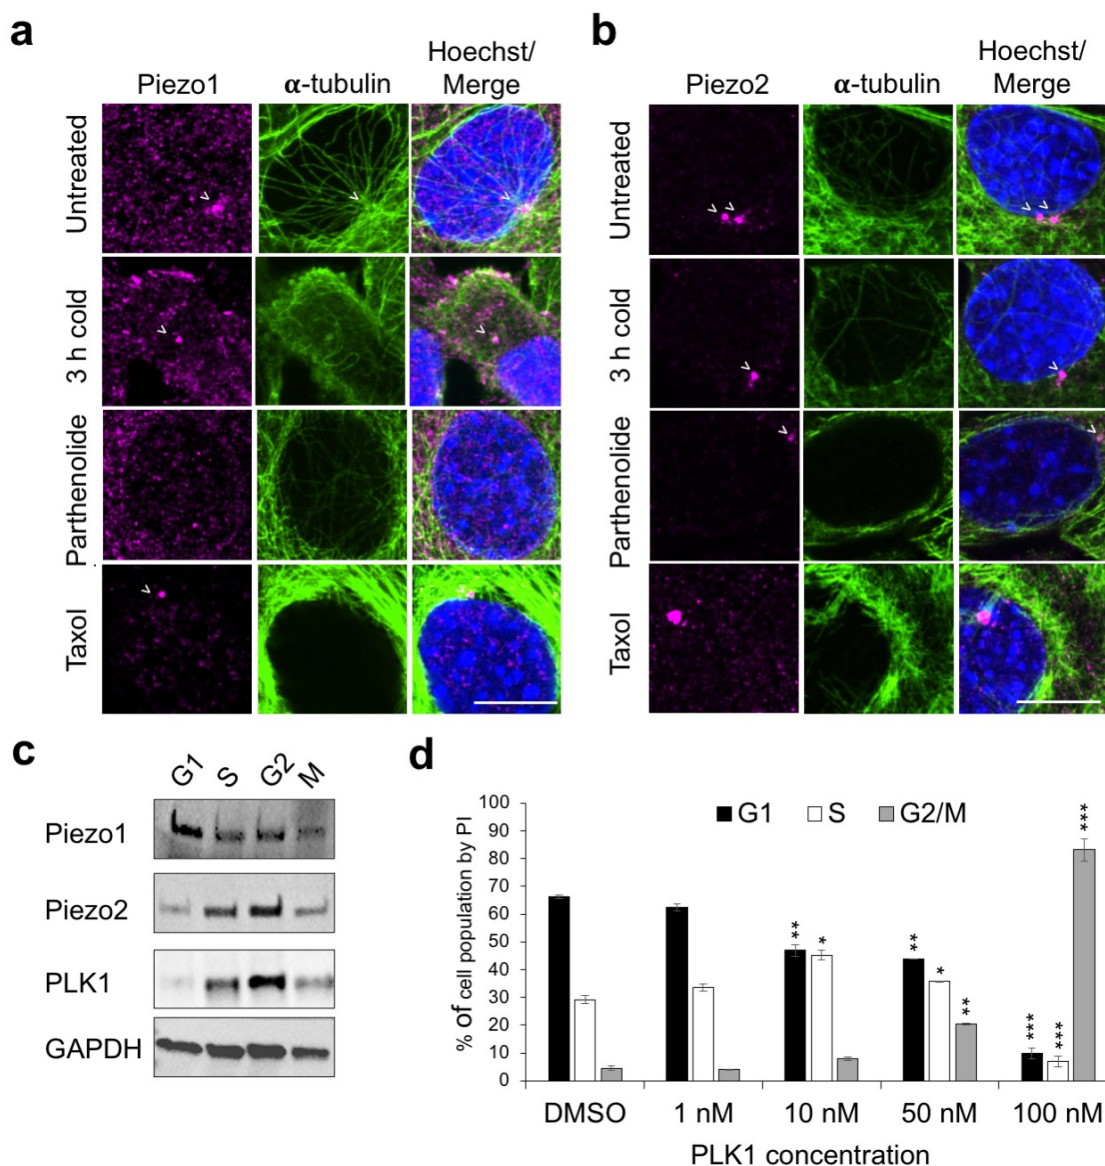 a
Hoechst/
Piezo1 α-tubulin Merge
Untreated
3 h cold
Parthenolide
Taxol
b
Hoechst/
Piezo2 α-tubulin Merge
Untreated
3 h cold
Parthenolide
Taxol
c
G1 S G2 M
Piezo1
Piezo2
PLK1
GAPDH
d
% of cell population by PI
100
90
80
70
60
50
40
30
20
10
0
G1 S G2/M
** *
** * **
*** *** ***
DMSO 1 nM 10 nM 50 nM 100 nM
PLK1 concentration